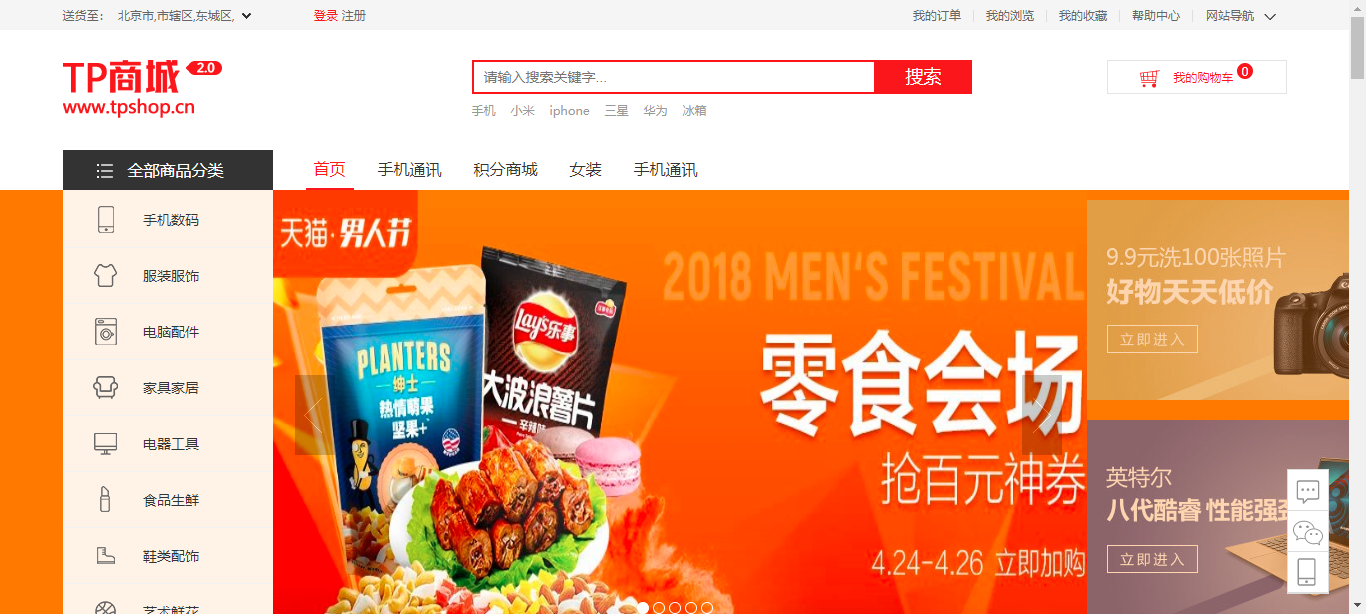 送货至: 北京市,市辖区,东城区, 登录 注册 我的订单 我的浏览 我的收藏 帮助中心 网站导航
TP商城 2.0
www.tpshop.cn
请输入搜索关键字... 搜索
我的购物车 0
手机 小米 iphone 三星 华为 冰箱
全部商品分类 首页 手机通讯 积分商城 女装 手机通讯
手机数码
服装服饰
电脑配件
家具家居
电器工具
食品生鲜
鞋类配饰
艺术鲜花
天猫·男人节
2018 MEN'S FESTIVAL
零食会场
抢百元神券
4.24-4.26 立即加购
Lay's乐事
大波浪薯片
辛辣味
PLANTERS
绅士
热情萌果
坚果+
9.9元洗100张照片
好物天天低价
立即进入
英特尔
八代酷睿 性能强劲
立即进入